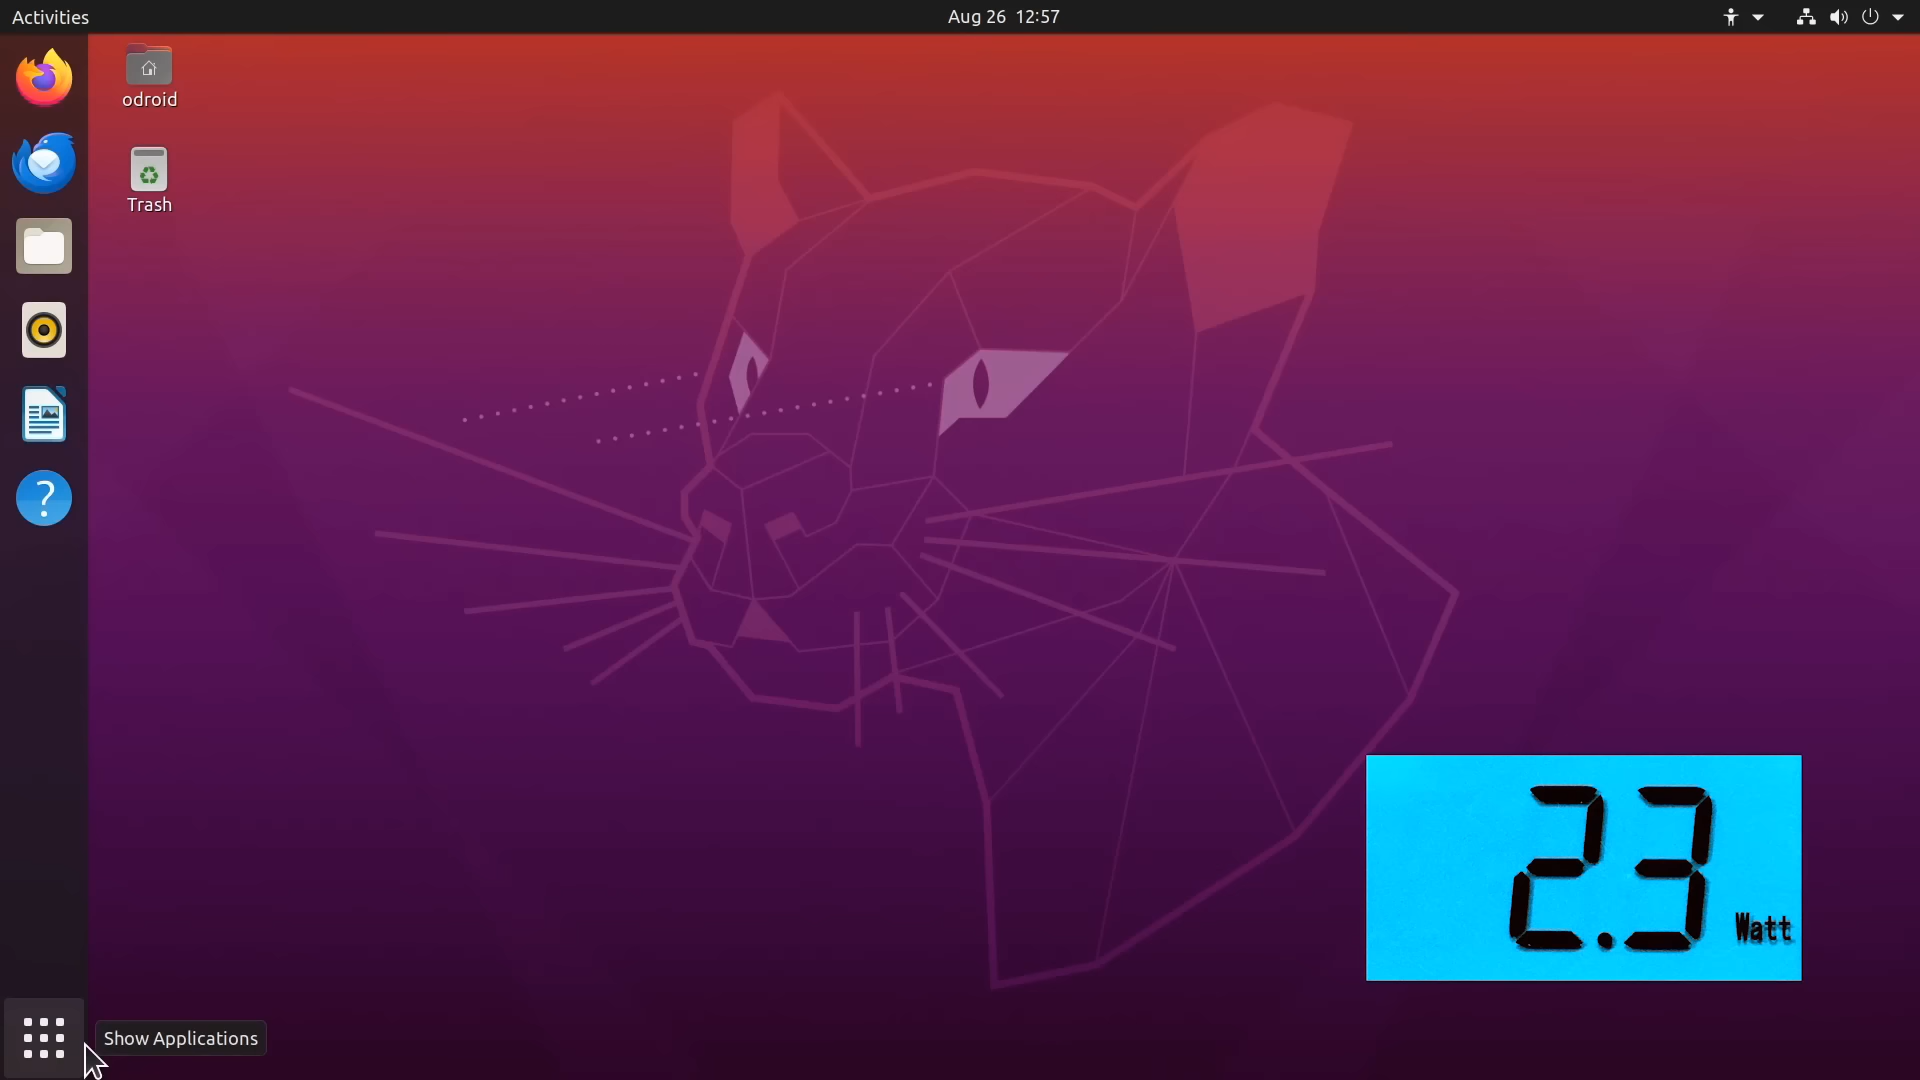 Activities
Aug 26 12:57
odroid
Trash
?
2.3 Watt
Show Applications